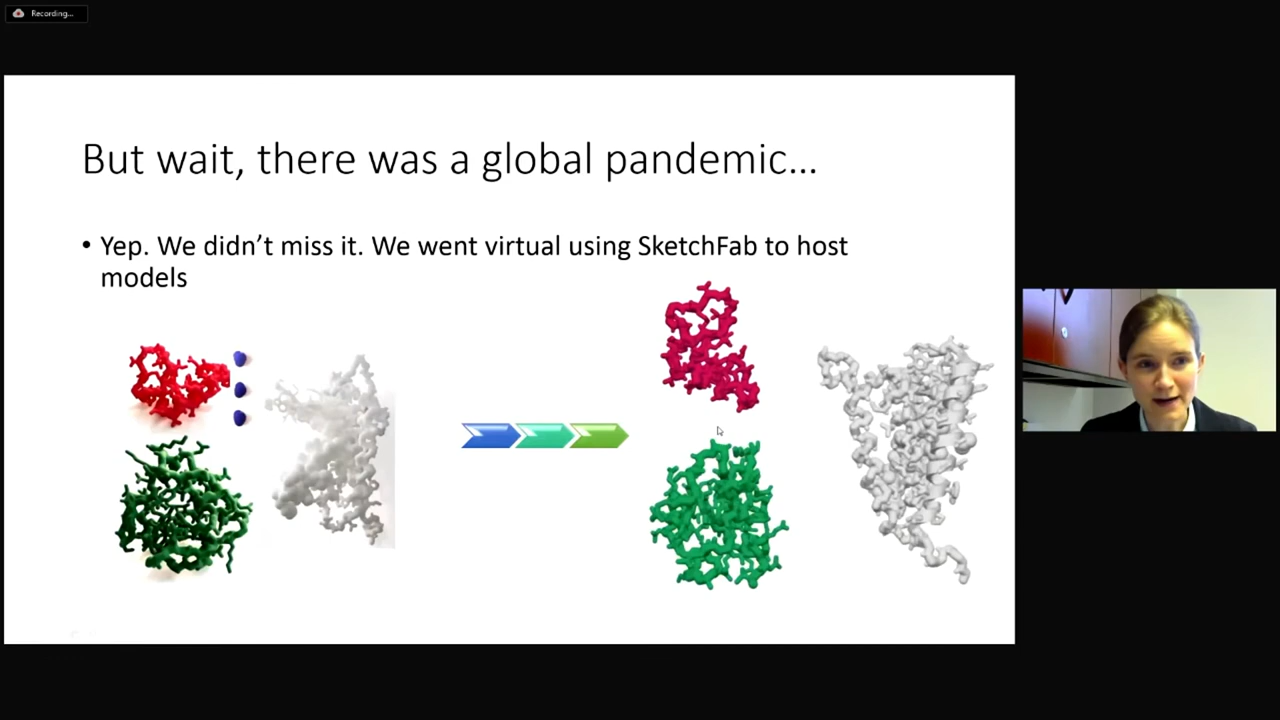 Recording...
But wait, there was a global pandemic...
• Yep. We didn’t miss it. We went virtual using SketchFab to host
models